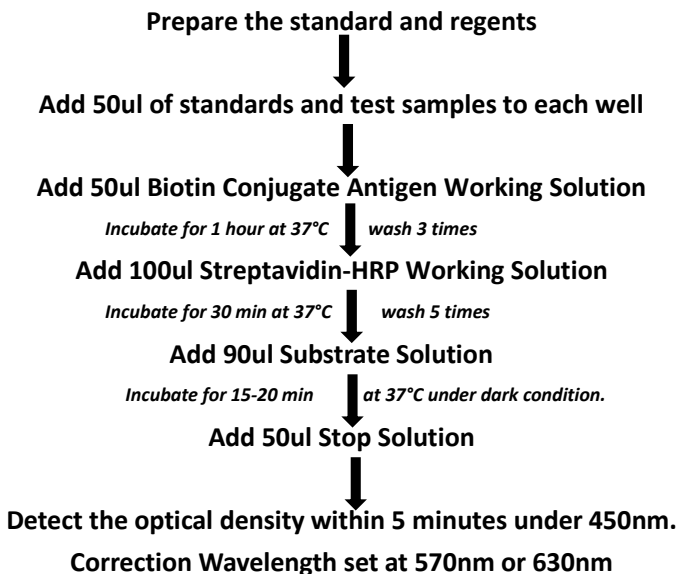 Prepare the standard and regents
Add 50ul of standards and test samples to each well
Add 50ul Biotin Conjugate Antigen Working Solution
Incubate for 1 hour at 37°C wash 3 times
Add 100ul Streptavidin-HRP Working Solution
Incubate for 30 min at 37°C wash 5 times
Add 90ul Substrate Solution
Incubate for 15-20 min at 37°C under dark condition.
Add 50ul Stop Solution
Detect the optical density within 5 minutes under 450nm.
Correction Wavelength set at 570nm or 630nm